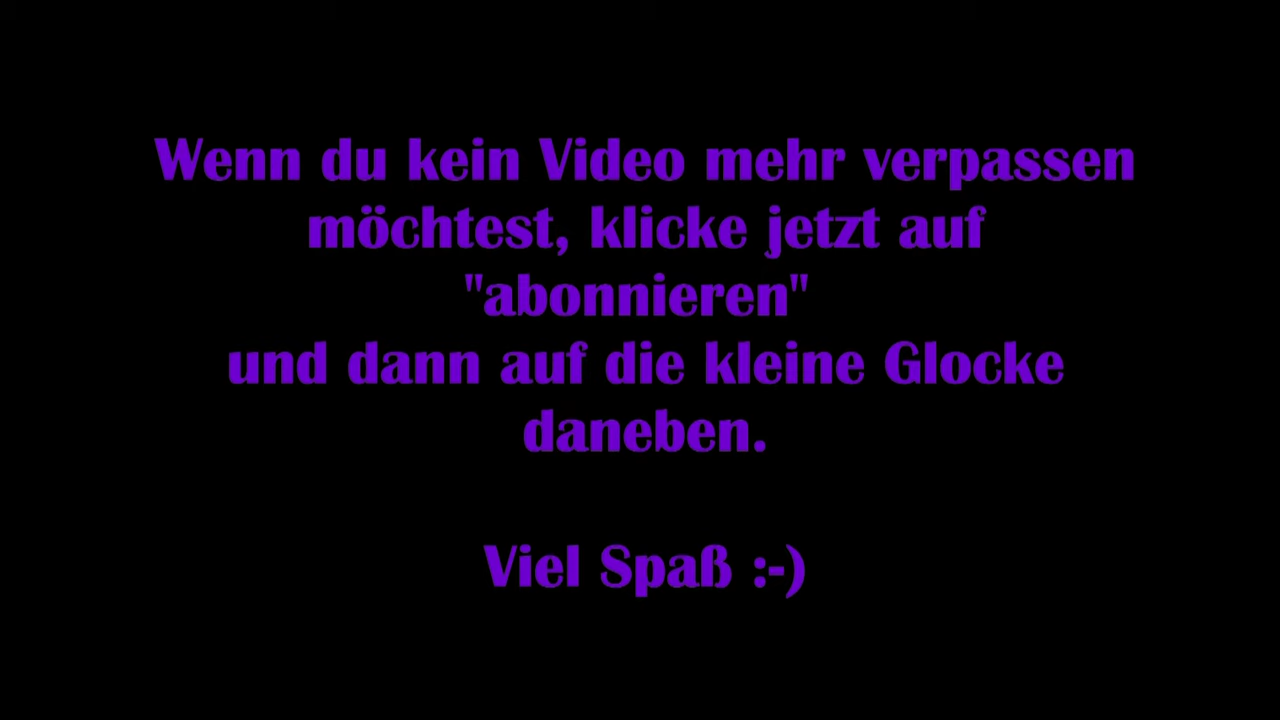 Wenn du kein Video mehr verpassen
möchtest, klicke jetzt auf
"abonnieren"
und dann auf die kleine Glocke
daneben.
Viel Spaß :-)